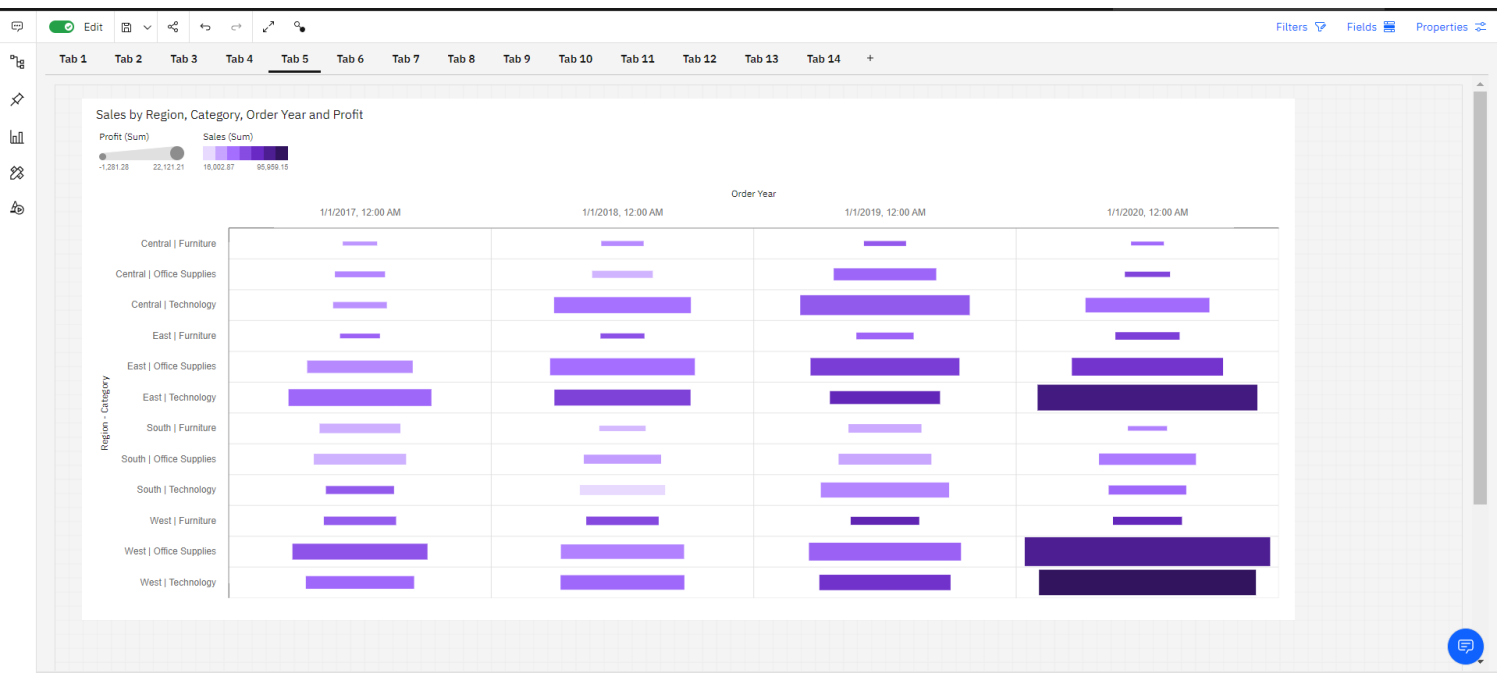 Edit
Filters Fields Properties
Tab 1 Tab 2 Tab 3 Tab 4 Tab 5 Tab 6 Tab 7 Tab 8 Tab 9 Tab 10 Tab 11 Tab 12 Tab 13 Tab 14 +
Sales by Region, Category, Order Year and Profit
Profit (Sum) Sales (Sum)
-1,281.28 22,121.21 16,002.87 95,959.15
Order Year
1/1/2017, 12:00 AM 1/1/2018, 12:00 AM 1/1/2019, 12:00 AM 1/1/2020, 12:00 AM
Region - Category
Central | Furniture
Central | Office Supplies
Central | Technology
East | Furniture
East | Office Supplies
East | Technology
South | Furniture
South | Office Supplies
South | Technology
West | Furniture
West | Office Supplies
West | Technology